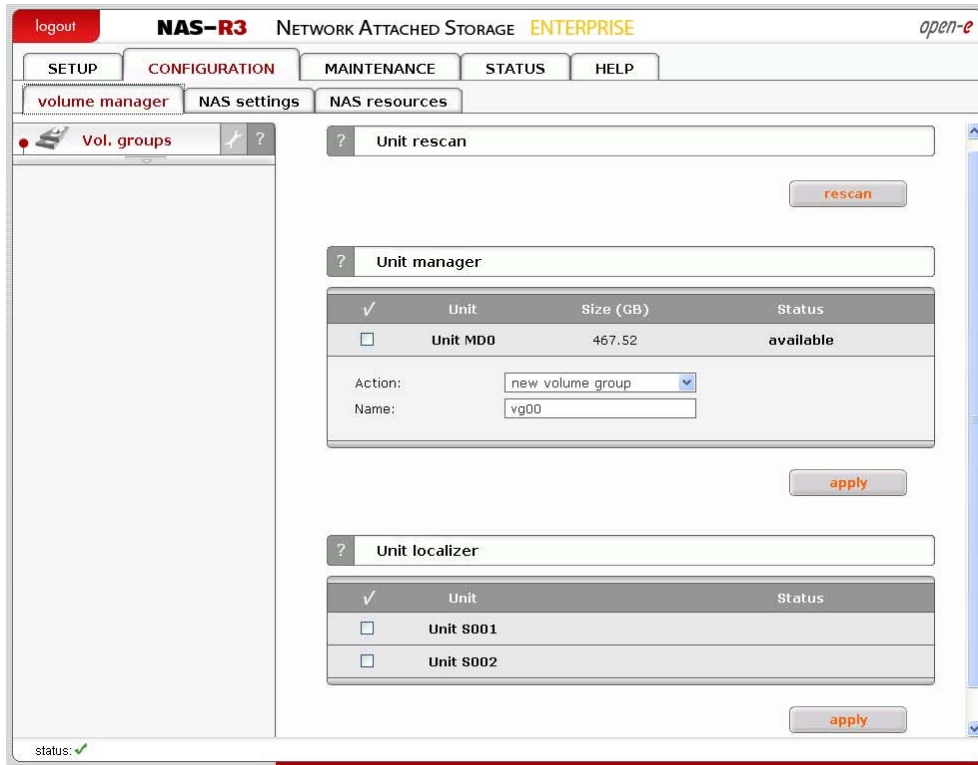 logout NAS-R3 NETWORK ATTACHED STORAGE ENTERPRISE open-e
SETUP CONFIGURATION MAINTENANCE STATUS HELP
volume manager NAS settings NAS resources
Vol. groups ?
? Unit rescan
rescan
? Unit manager
√ Unit Size (GB) Status
Unit MD0 467.52 available
Action: new volume group
Name: vg00
apply
? Unit localizer
√ Unit Status
Unit S001
Unit S002
apply
status: ✓